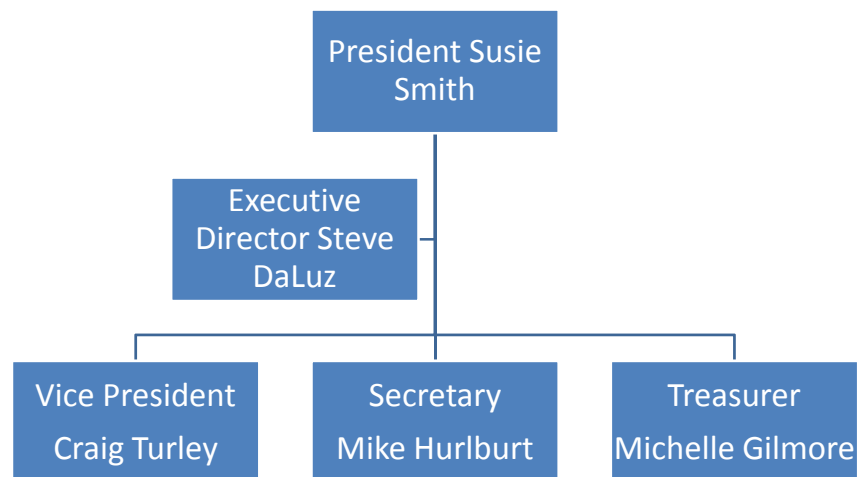 President Susie
Smith
Executive
Director Steve
DaLuz
Vice President
Craig Turley
Secretary
Mike Hurlburt
Treasurer
Michelle Gilmore